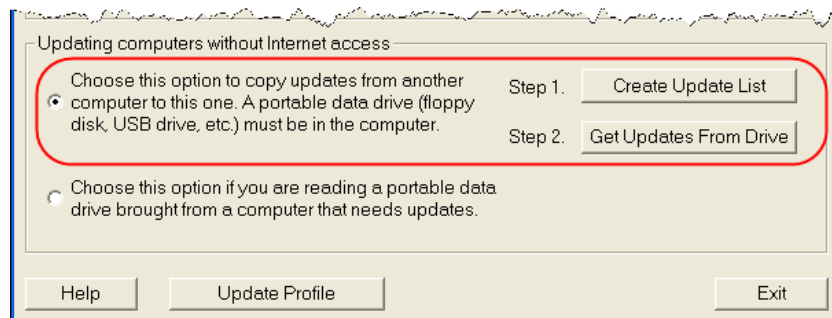 Updating computers without Internet access
Choose this option to copy updates from another
computer to this one. A portable data drive (floppy
disk, USB drive, etc.) must be in the computer.
Step 1.
Create Update List
Step 2.
Get Updates From Drive
Choose this option if you are reading a portable data
drive brought from a computer that needs updates.
Help
Update Profile
Exit